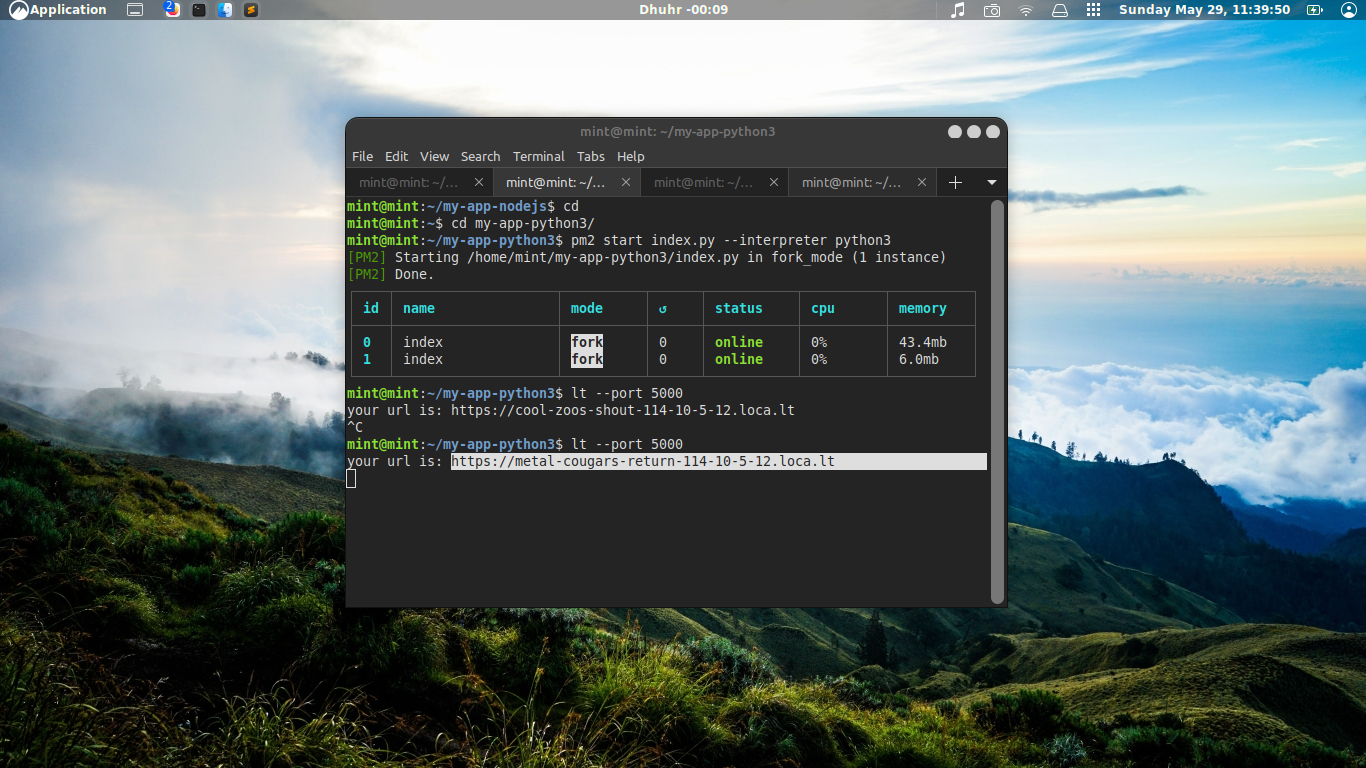 Application
2
Dhuhr -00:09
Sunday May 29, 11:39:50
mint@mint: ~/my-app-python3
File Edit View Search Terminal Tabs Help
mint@mint: ~/... mint@mint: ~/... mint@mint: ~/... mint@mint: ~/...
mint@mint:~/my-app-nodejs$ cd
mint@mint:~$ cd my-app-python3/
mint@mint:~/my-app-python3$ pm2 start index.py --interpreter python3
[PM2] Starting /home/mint/my-app-python3/index.py in fork_mode (1 instance)
[PM2] Done.
id name mode ↺ status cpu memory
0 index fork 0 online 0% 43.4mb
1 index fork 0 online 0% 6.0mb
mint@mint:~/my-app-python3$ lt --port 5000
your url is: https://cool-zoos-shout-114-10-5-12.loca.lt
^C
mint@mint:~/my-app-python3$ lt --port 5000
your url is: https://metal-cougars-return-114-10-5-12.loca.lt